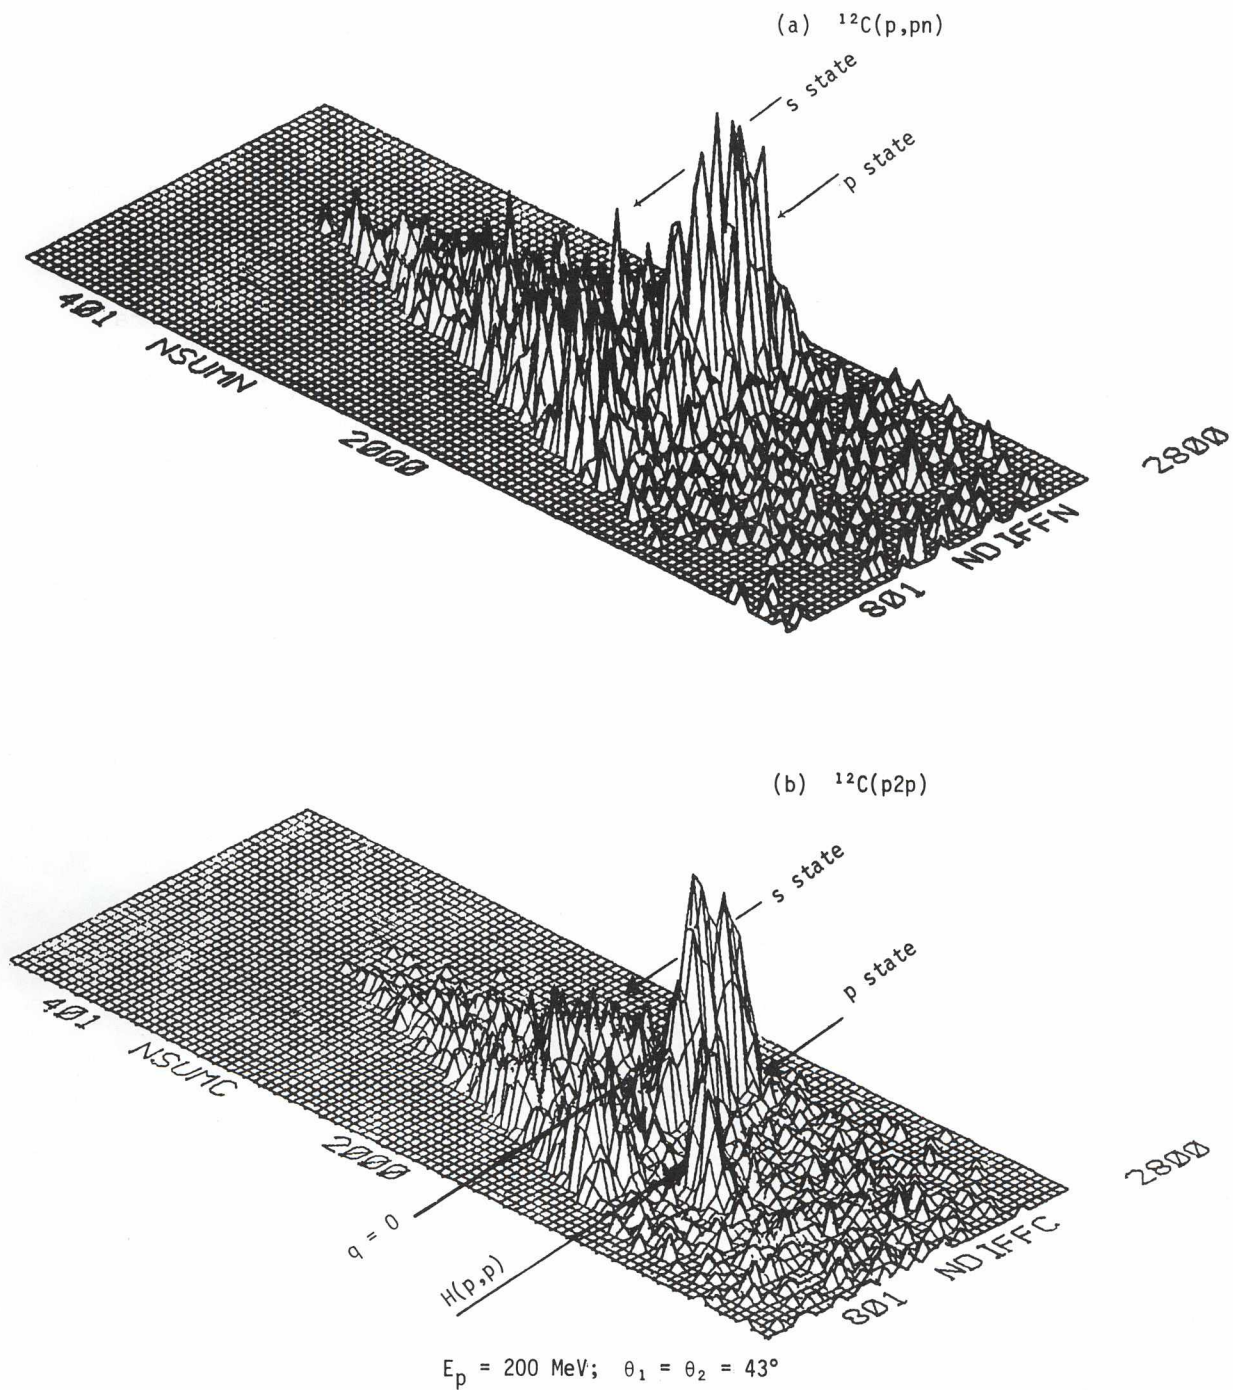 (a) ¹²C(p,pn)
s state
p state
401 NSUMN
2000
2800
801 NDIFFN
(b) ¹²C(p2p)
s state
p state
401 NSUMC
2000
2800
801 NDIFFC
q = 0
H(p,p)
Eₚ = 200 MeV; θ₁ = θ₂ = 43°